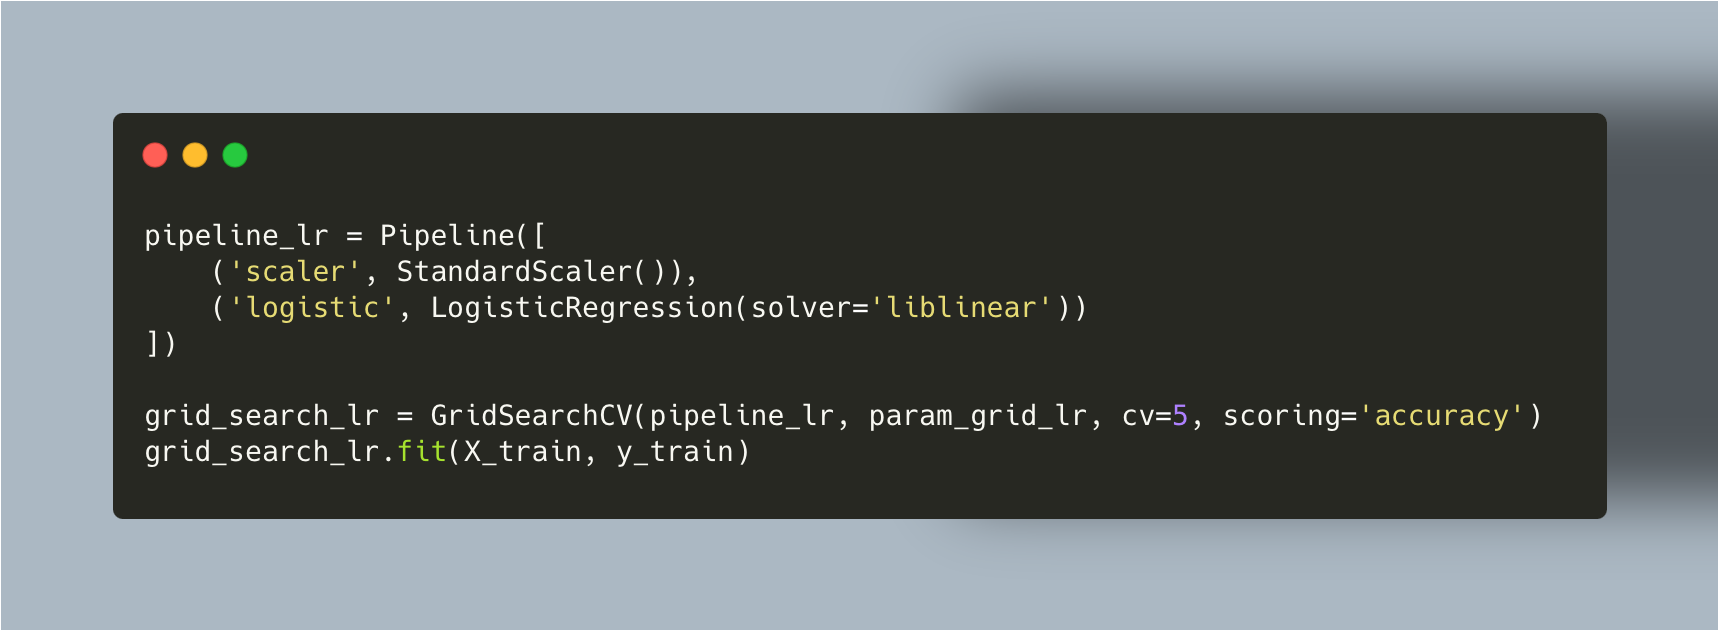 pipeline_lr = Pipeline([
    ('scaler', StandardScaler()),
    ('logistic', LogisticRegression(solver='liblinear'))
])

grid_search_lr = GridSearchCV(pipeline_lr, param_grid_lr, cv=5, scoring='accuracy')
grid_search_lr.fit(X_train, y_train)